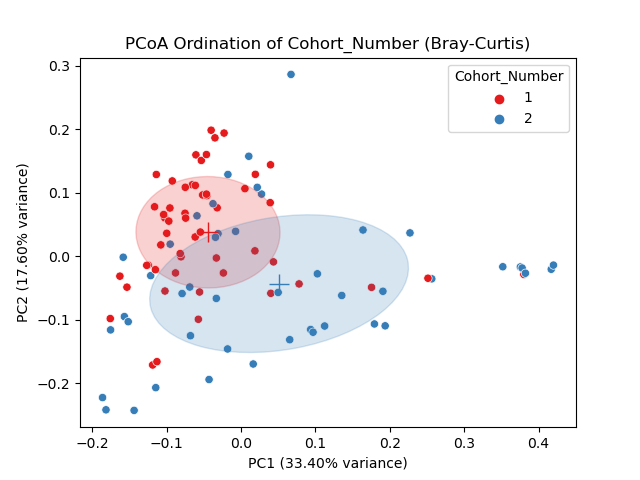 PCoA Ordination of Cohort_Number (Bray-Curtis)
Cohort_Number
1
2
0.3
0.2
0.1
0.0
−0.1
−0.2
PC2 (17.60% variance)
−0.2 −0.1 0.0 0.1 0.2 0.3 0.4
PC1 (33.40% variance)